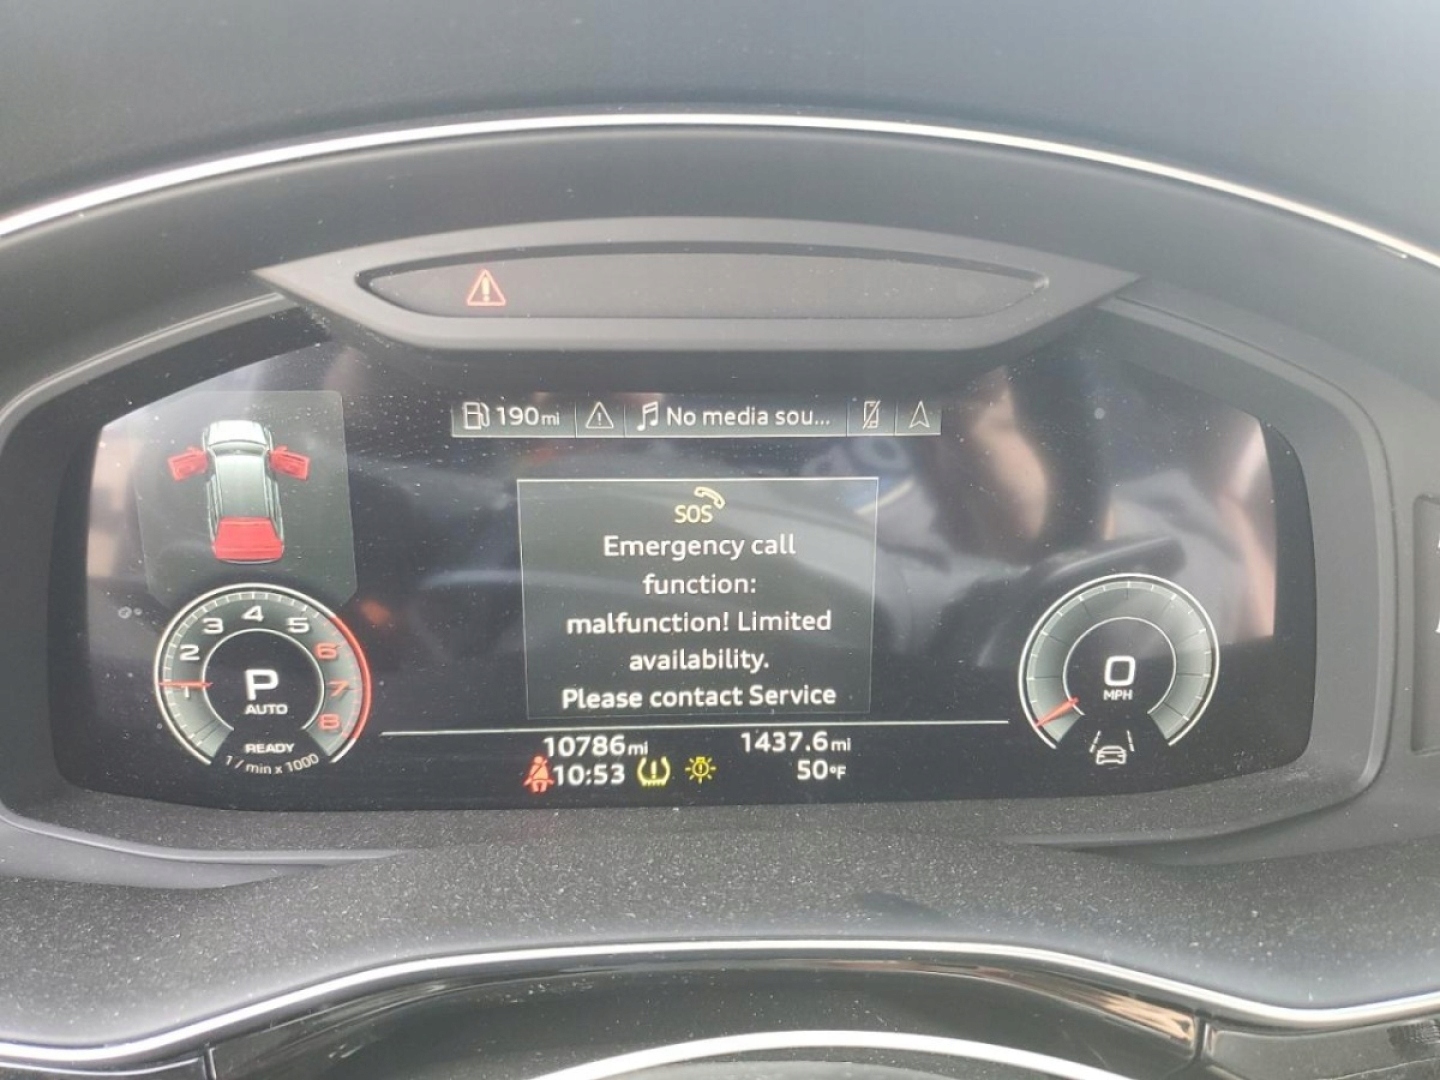 190mi
No media sou...
SOS
Emergency call
function:
malfunction! Limited
availability.
Please contact Service
1
2
3
4
5
6
7
8
P
AUTO
READY
1 / min x 1000
0
MPH
10786mi
1437.6mi
10:53
50°F